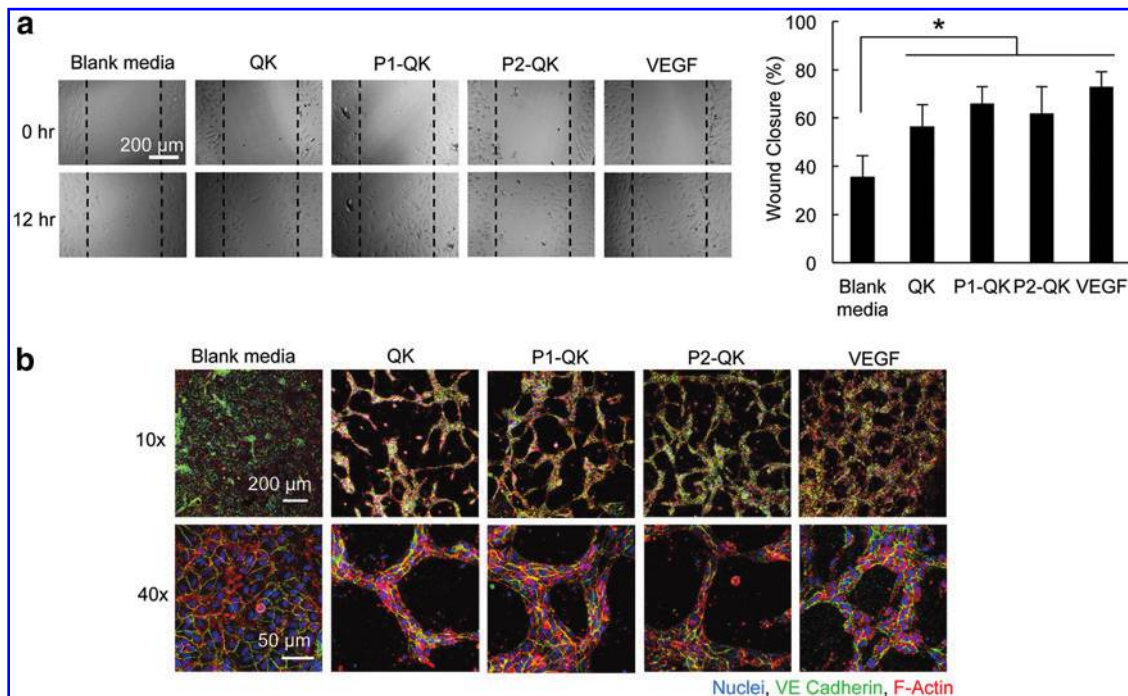 a
Blank media QK P1-QK P2-QK VEGF
0 hr
200 µm
12 hr
*
Wound Closure (%)
100
80
60
40
20
0
Blank media QK P1-QK P2-QK VEGF
b
Blank media QK P1-QK P2-QK VEGF
10x
200 µm
40x
50 µm
Nuclei, VE Cadherin, F-Actin